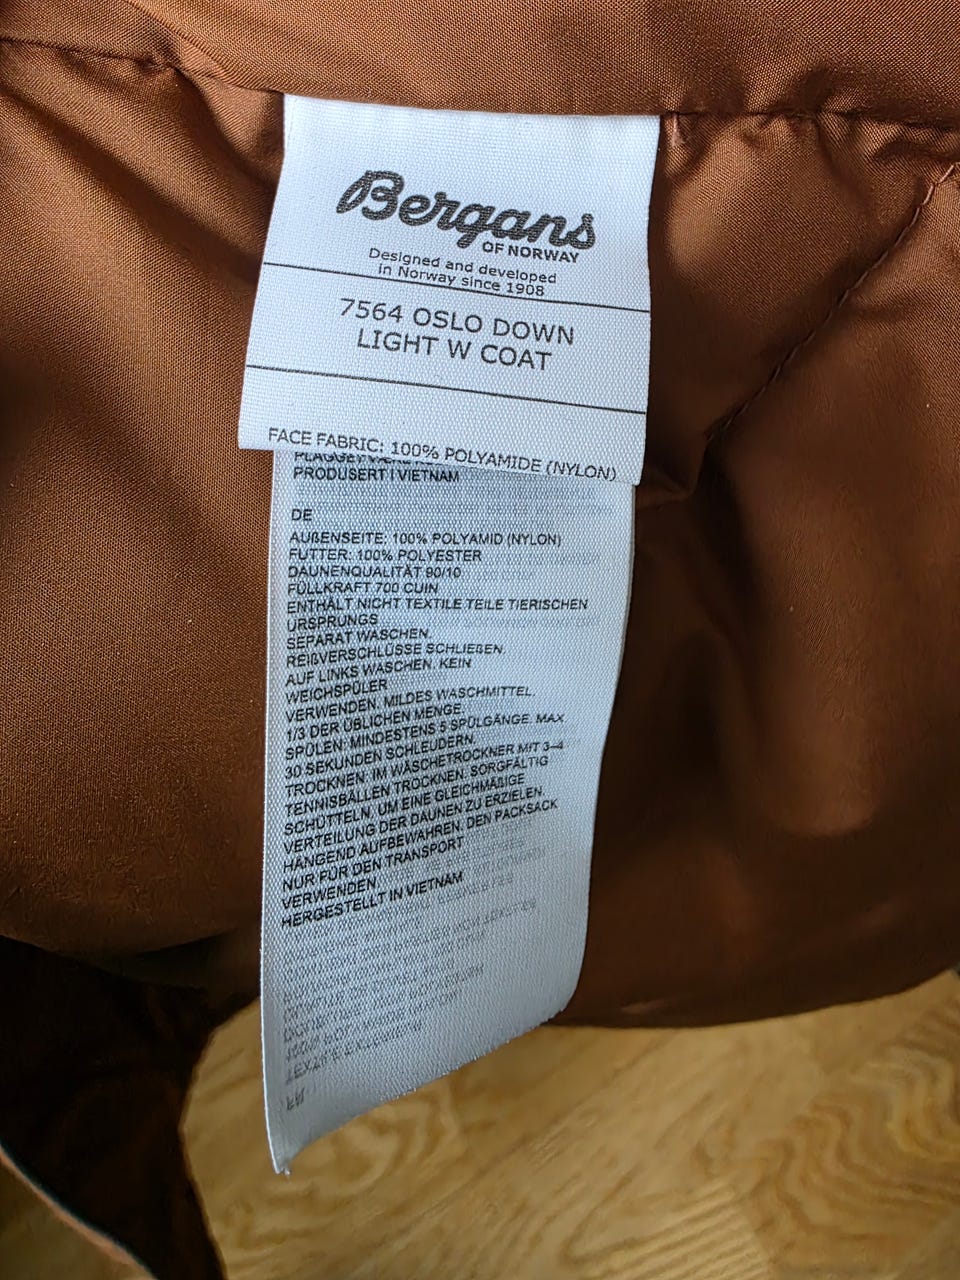 Bergans
OF NORWAY
Designed and developed
in Norway since 1908
7564 OSLO DOWN
LIGHT W COAT
FACE FABRIC: 100% POLYAMIDE (NYLON)
PRODUSERT I VIETNAM
DE
AUßENSEITE: 100% POLYAMID (NYLON)
FUTTER: 100% POLYESTER
DAUNENQUALITÄT 90/10
FÜLLKRAFT 700 CUIN
ENTHÄLT NICHT TEXTILE TEILE TIERISCHEN
URSPRUNGS
SEPARAT WASCHEN.
REIßVERSCHLÜSSE SCHLIEßEN.
AUF LINKS WASCHEN. KEIN
WEICHSPÜLER
VERWENDEN. MILDES WASCHMITTEL.
1/3 DER ÜBLICHEN MENGE.
SPÜLEN: MINDESTENS 5 SPÜLGÄNGE. MAX
30 SEKUNDEN SCHLEUDERN.
TROCKNEN: IM WÄSCHETROCKNER MIT 3–4
TENNISBÄLLEN TROCKNEN. SORGFÄLTIG
SCHÜTTELN, UM EINE GLEICHMÄßIGE
VERTEILUNG DER DAUNEN ZU ERZIELEN.
HÄNGEND AUFBEWAHREN. DEN PACKSACK
NUR FÜR DEN TRANSPORT
VERWENDEN.
HERGESTELLT IN VIETNAM